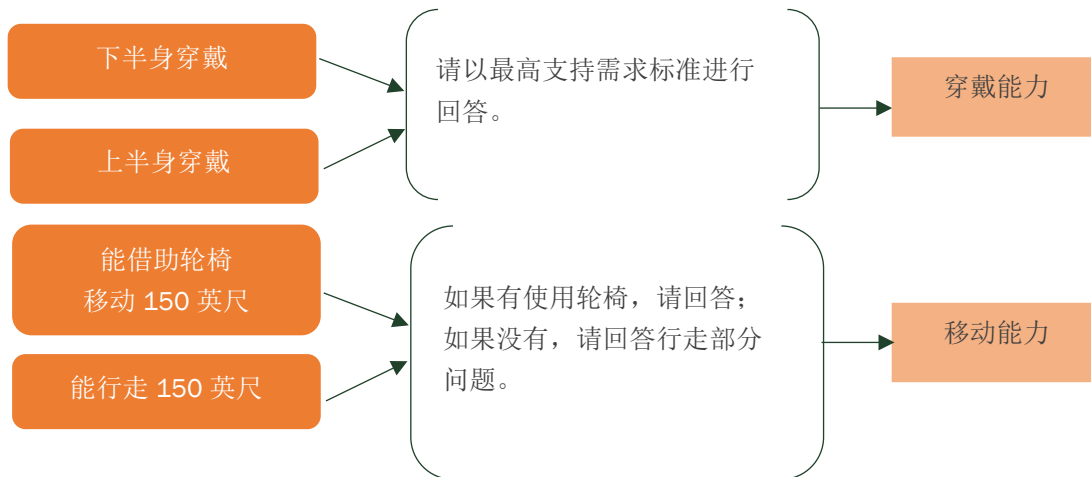 下半身穿戴
上半身穿戴
请以最高支持需求标准进行
回答。
穿戴能力
能借助轮椅
移动 150 英尺
能行走 150 英尺
如果有使用轮椅，请回答；
如果没有，请回答行走部分
问题。
移动能力